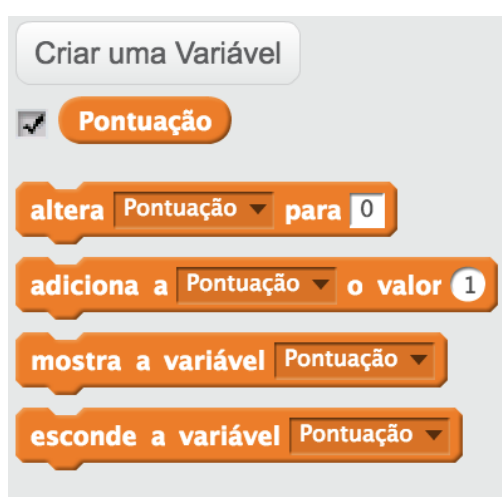 Criar uma Variável
Pontuação
altera Pontuação para 0
adiciona a Pontuação o valor 1
mostra a variável Pontuação
esconde a variável Pontuação